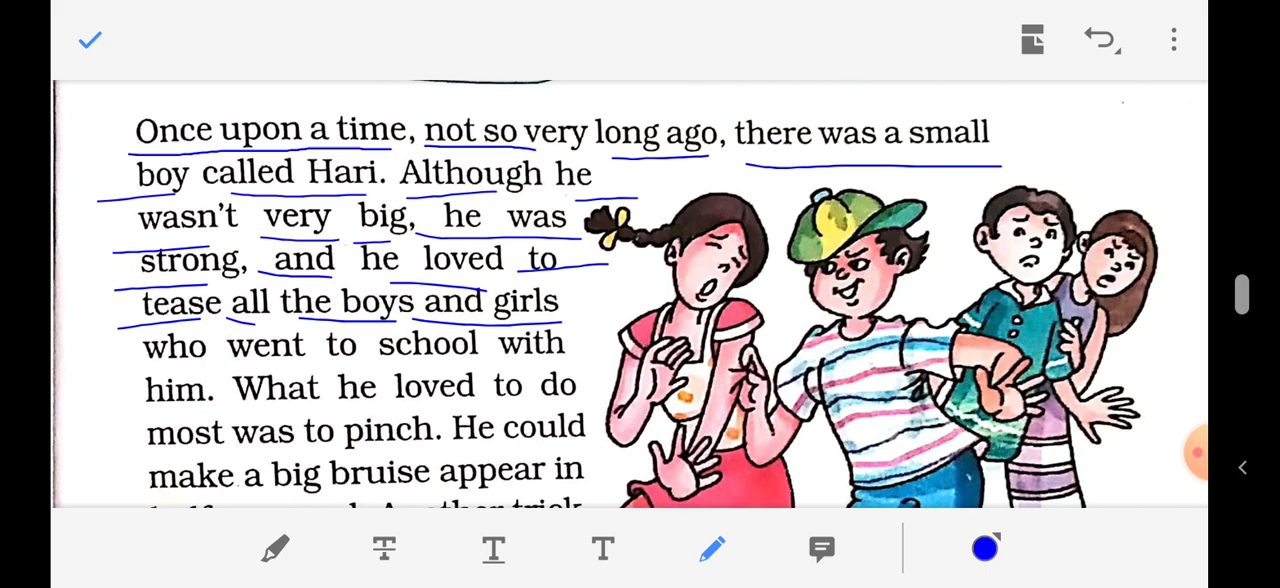 Once upon a time, not so very long ago, there was a small
boy called Hari. Although he
wasn't very big, he was
strong, and he loved to
tease all the boys and girls
who went to school with
him. What he loved to do
most was to pinch. He could
make a big bruise appear in